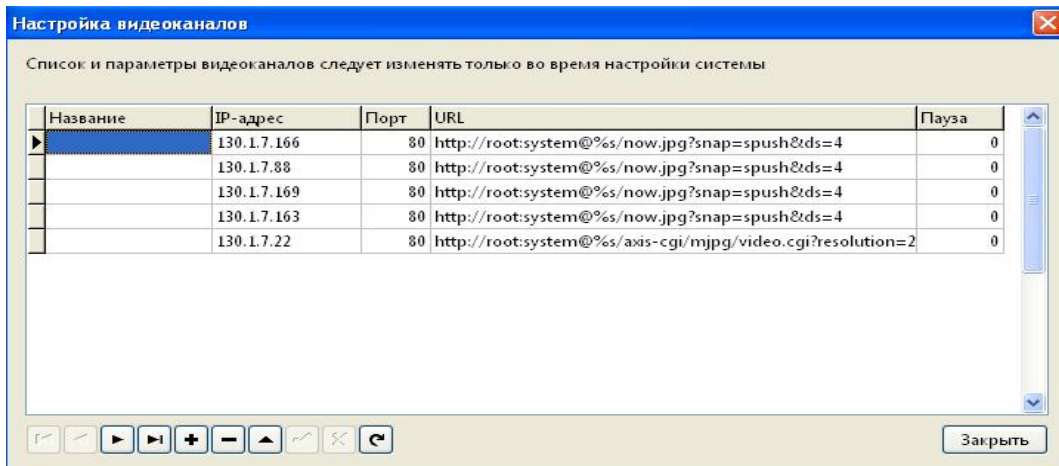 Настройка видеоканалов
Список и параметры видеоканалов следует изменять только во время настройки системы
Название IP-адрес Порт URL Пауза
130.1.7.166 80 http://root:system@%s/now.jpg?snap=spush&ds=4 0
130.1.7.88 80 http://root:system@%s/now.jpg?snap=spush&ds=4 0
130.1.7.169 80 http://root:system@%s/now.jpg?snap=spush&ds=4 0
130.1.7.163 80 http://root:system@%s/now.jpg?snap=spush&ds=4 0
130.1.7.22 80 http://root:system@%s/axis-cgi/mjpg/video.cgi?resolution=2 0
Закрыть